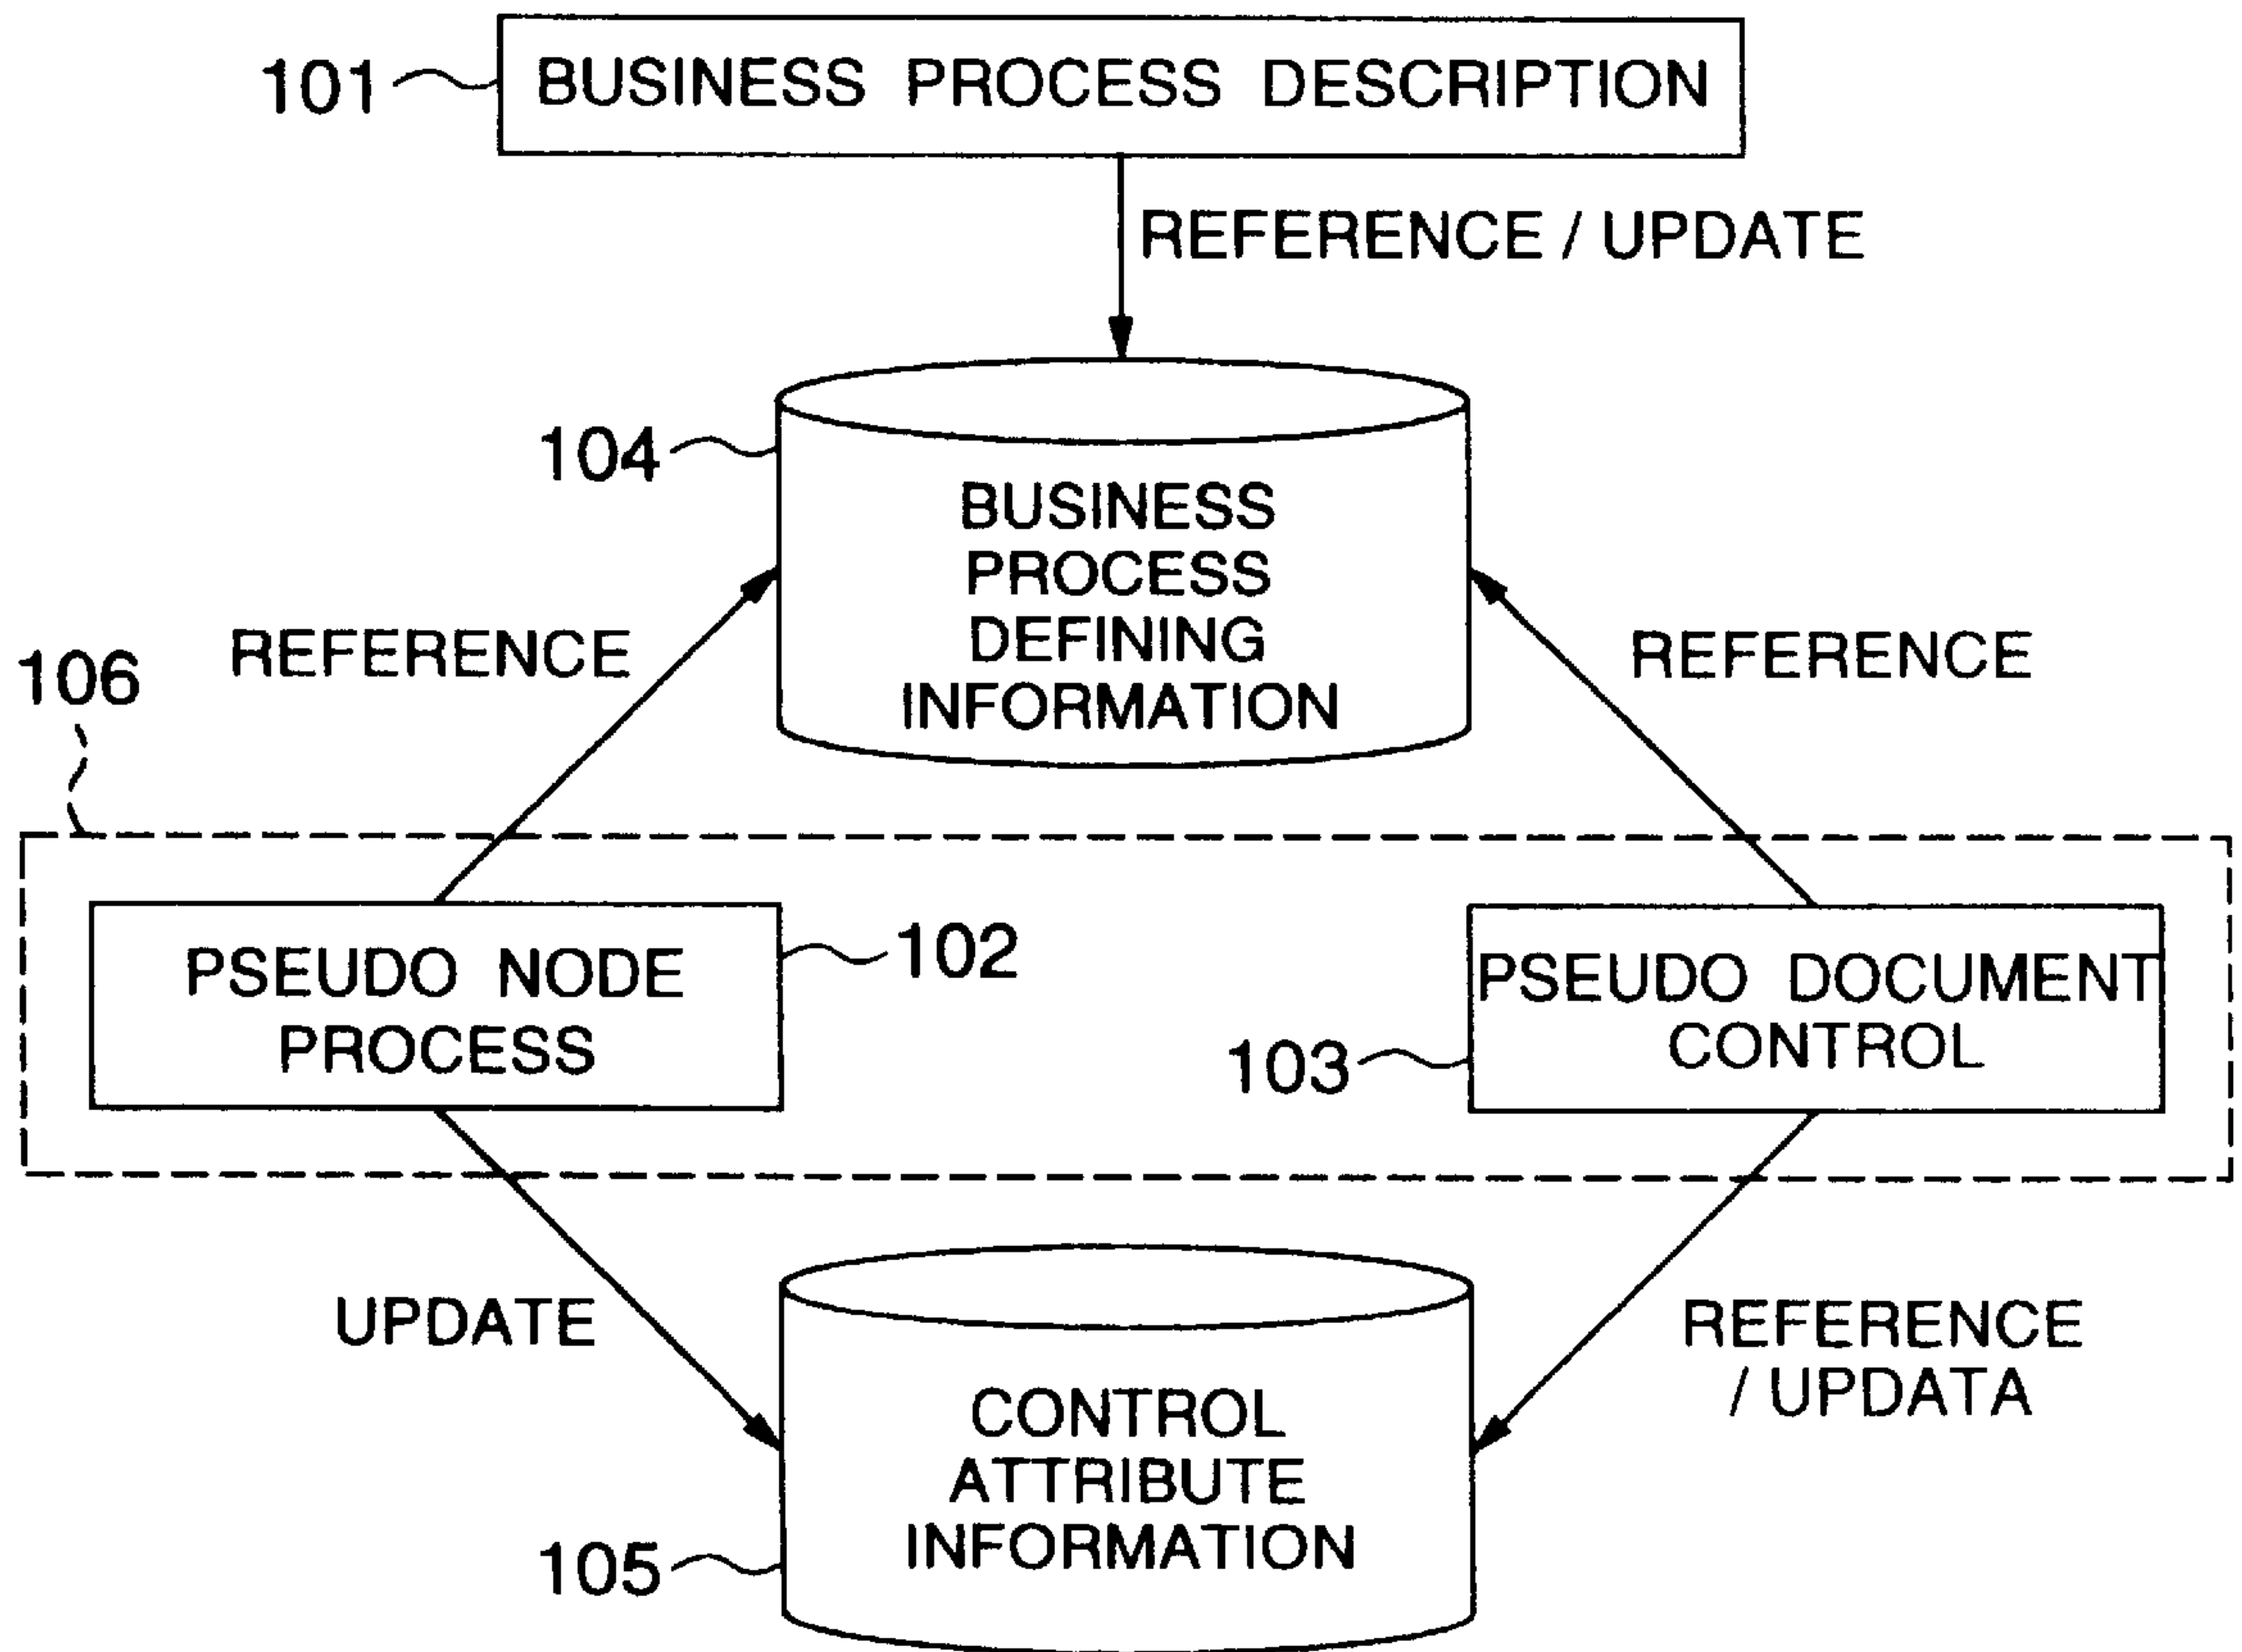 101
BUSINESS PROCESS DESCRIPTION
REFERENCE / UPDATE
104
BUSINESS
PROCESS
DEFINING
INFORMATION
REFERENCE
REFERENCE
106
PSEUDO NODE
PROCESS
102
PSEUDO DOCUMENT
CONTROL
103
UPDATE
REFERENCE
/ UPDATA
CONTROL
ATTRIBUTE
INFORMATION
105